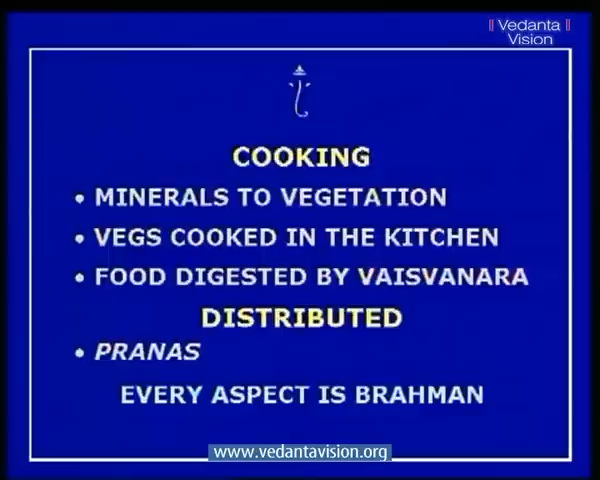 Vedanta
Vision
COOKING
• MINERALS TO VEGETATION
• VEGS COOKED IN THE KITCHEN
• FOOD DIGESTED BY VAISVANARA
DISTRIBUTED
• PRANAS
EVERY ASPECT IS BRAHMAN
www.vedantavision.org